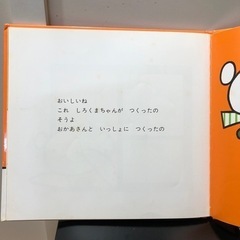 おいしいね
これ　しろくまちゃんが　つくったの
そうよ
おかあさんと　いっしょに　つくったの